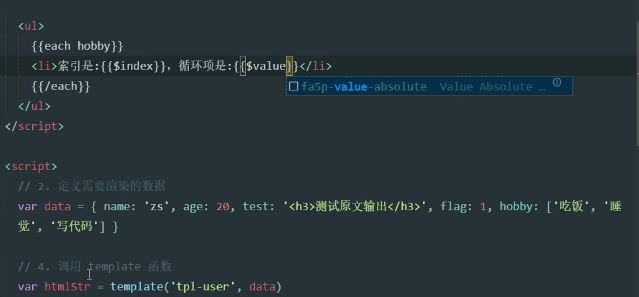 <ul>
{{each hobby}}
<li>索引是:{{$index}}，循环项是:{{$value}}</li>
fa5p-value-absolute Value Absolute ...
{{/each}}
</ul>
</script>
<script>
// 2. 定义需要渲染的数据
var data = { name: 'zs', age: 20, test: '<h3>测试原文输出</h3>', flag: 1, hobby: ['吃饭', '睡
觉', '写代码'] }
// 4. 调用 template 函数
var htmlStr = template('tpl-user', data)